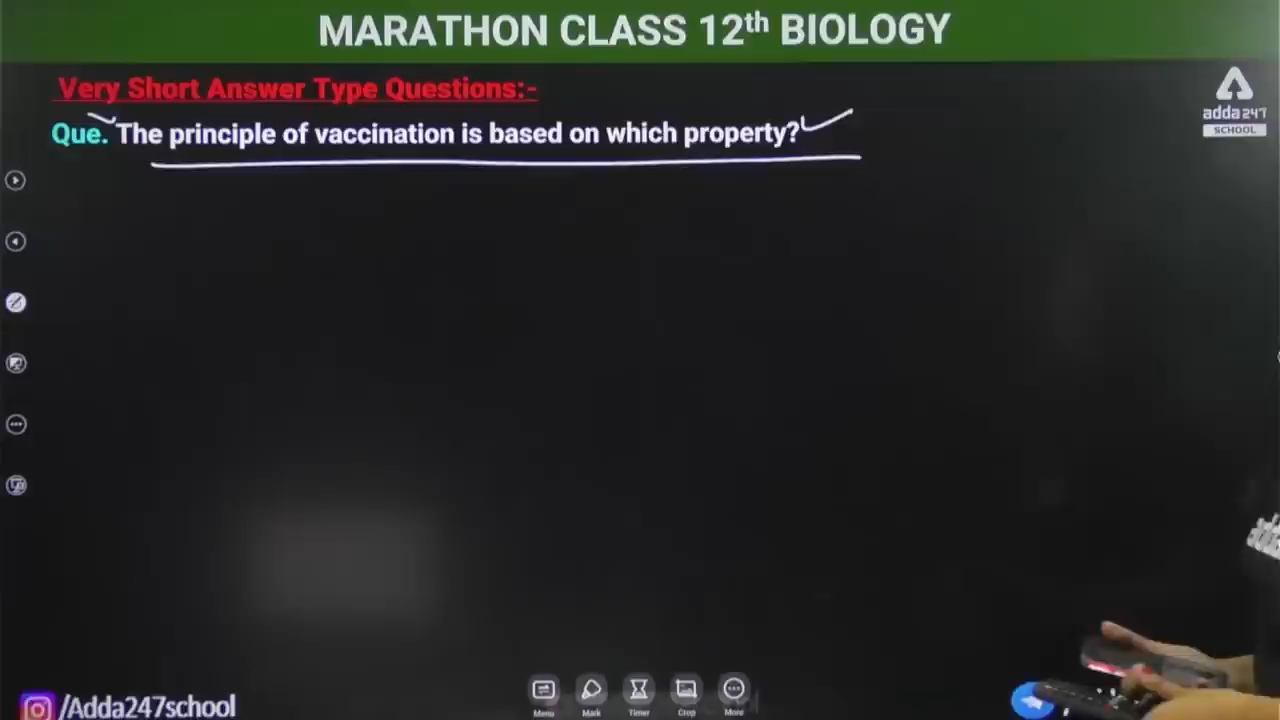 MARATHON CLASS 12th BIOLOGY
adda247
SCHOOL
Very Short Answer Type Questions:-
Que. The principle of vaccination is based on which property?
Menu Mark Timer Crop More
/Adda247school